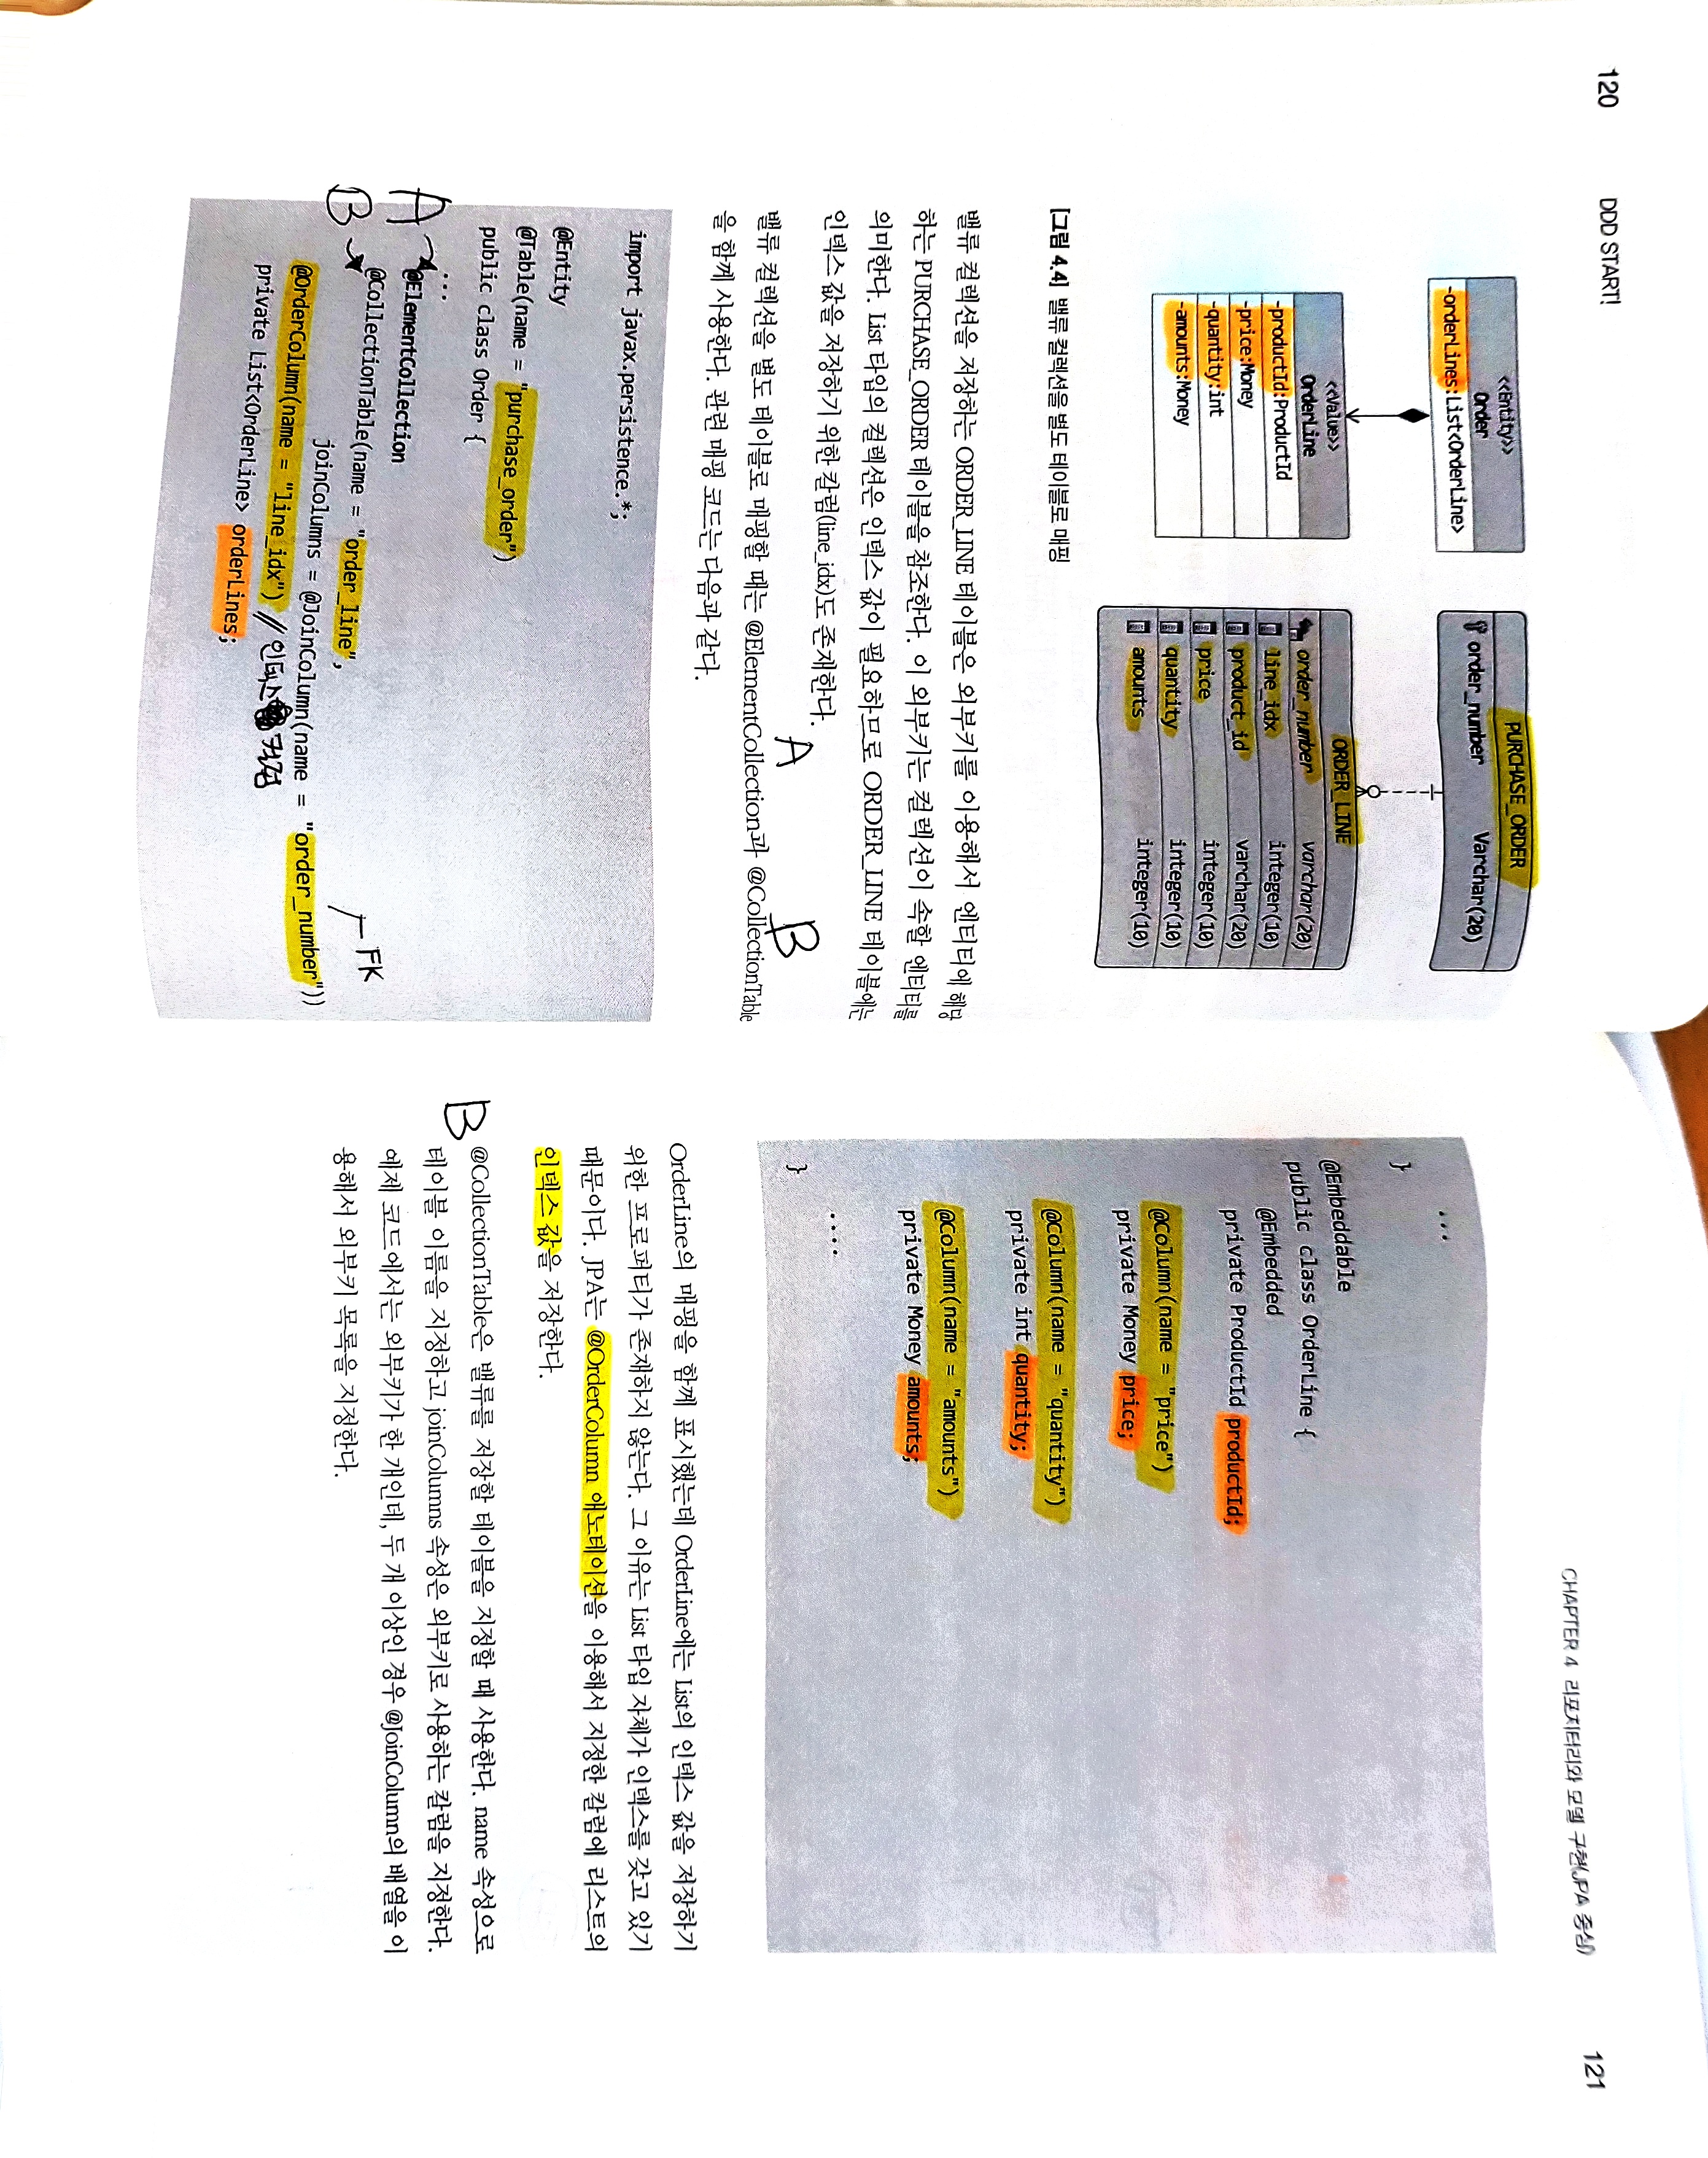 120 DDD START!
<<Entity>>
Order
-orderLines:List<OrderLine>
<<Value>>
OrderLine
-productId:ProductId
-price:Money
-quantity:int
-amounts:Money
PURCHASE_ORDER
order_number Varchar(20)
ORDER_LINE
order_number varchar(20)
line_idx integer(10)
product_id varchar(20)
price integer(10)
quantity integer(10)
amounts integer(10)
[그림 4.4] 밸류 컬렉션을 별도 테이블로 매핑
밸류 컬렉션을 저장하는 ORDER_LINE 테이블은 외부키를 이용해서 엔티티에 해당
하는 PURCHASE_ORDER 테이블을 참조한다. 이 외부키는 컬렉션이 속할 엔티티를
의미한다. List 타입의 컬렉션은 인덱스 값이 필요하므로 ORDER_LINE 테이블에는
인덱스 값을 저장하기 위한 칼럼(line_idx)도 존재한다.
A B
밸류 컬렉션을 별도 테이블로 매핑할 때는 @ElementCollection과 @CollectionTable
을 함께 사용한다. 관련 매핑 코드는 다음과 같다.
import javax.persistence.*;
@Entity
@Table(name = "purchase_order")
public class Order {
...
A @ElementCollection
B @CollectionTable(name = "order_line",
FK
joinColumns = @JoinColumn(name = "order_number"))
@OrderColumn(name = "line_idx") // 인덱스 컬럼
private List<OrderLine> orderLines;
CHAPTER 4 리포지터리와 모델 구현(JPA 중심) 121
...
}
@Embeddable
public class OrderLine {
@Embedded
private ProductId productId;
@Column(name = "price")
private Money price;
@Column(name = "quantity")
private int quantity;
@Column(name = "amounts")
private Money amounts;
....
}
OrderLine의 매핑을 함께 표시했는데 OrderLine에는 List의 인덱스 값을 저장하기
위한 프로퍼티가 존재하지 않는다. 그 이유는 List 타입 자체가 인덱스를 갖고 있기
때문이다. JPA는 @OrderColumn 애노테이션을 이용해서 지정한 칼럼에 리스트의
인덱스 값을 저장한다.
B @CollectionTable은 밸류를 저장할 테이블을 지정할 때 사용한다. name 속성으로
테이블 이름을 지정하고 joinColumns 속성은 외부키로 사용하는 칼럼을 지정한다.
예제 코드에서는 외부키가 한 개인데, 두 개 이상인 경우 @JoinColumn의 배열을 이
용해서 외부키 목록을 지정한다.